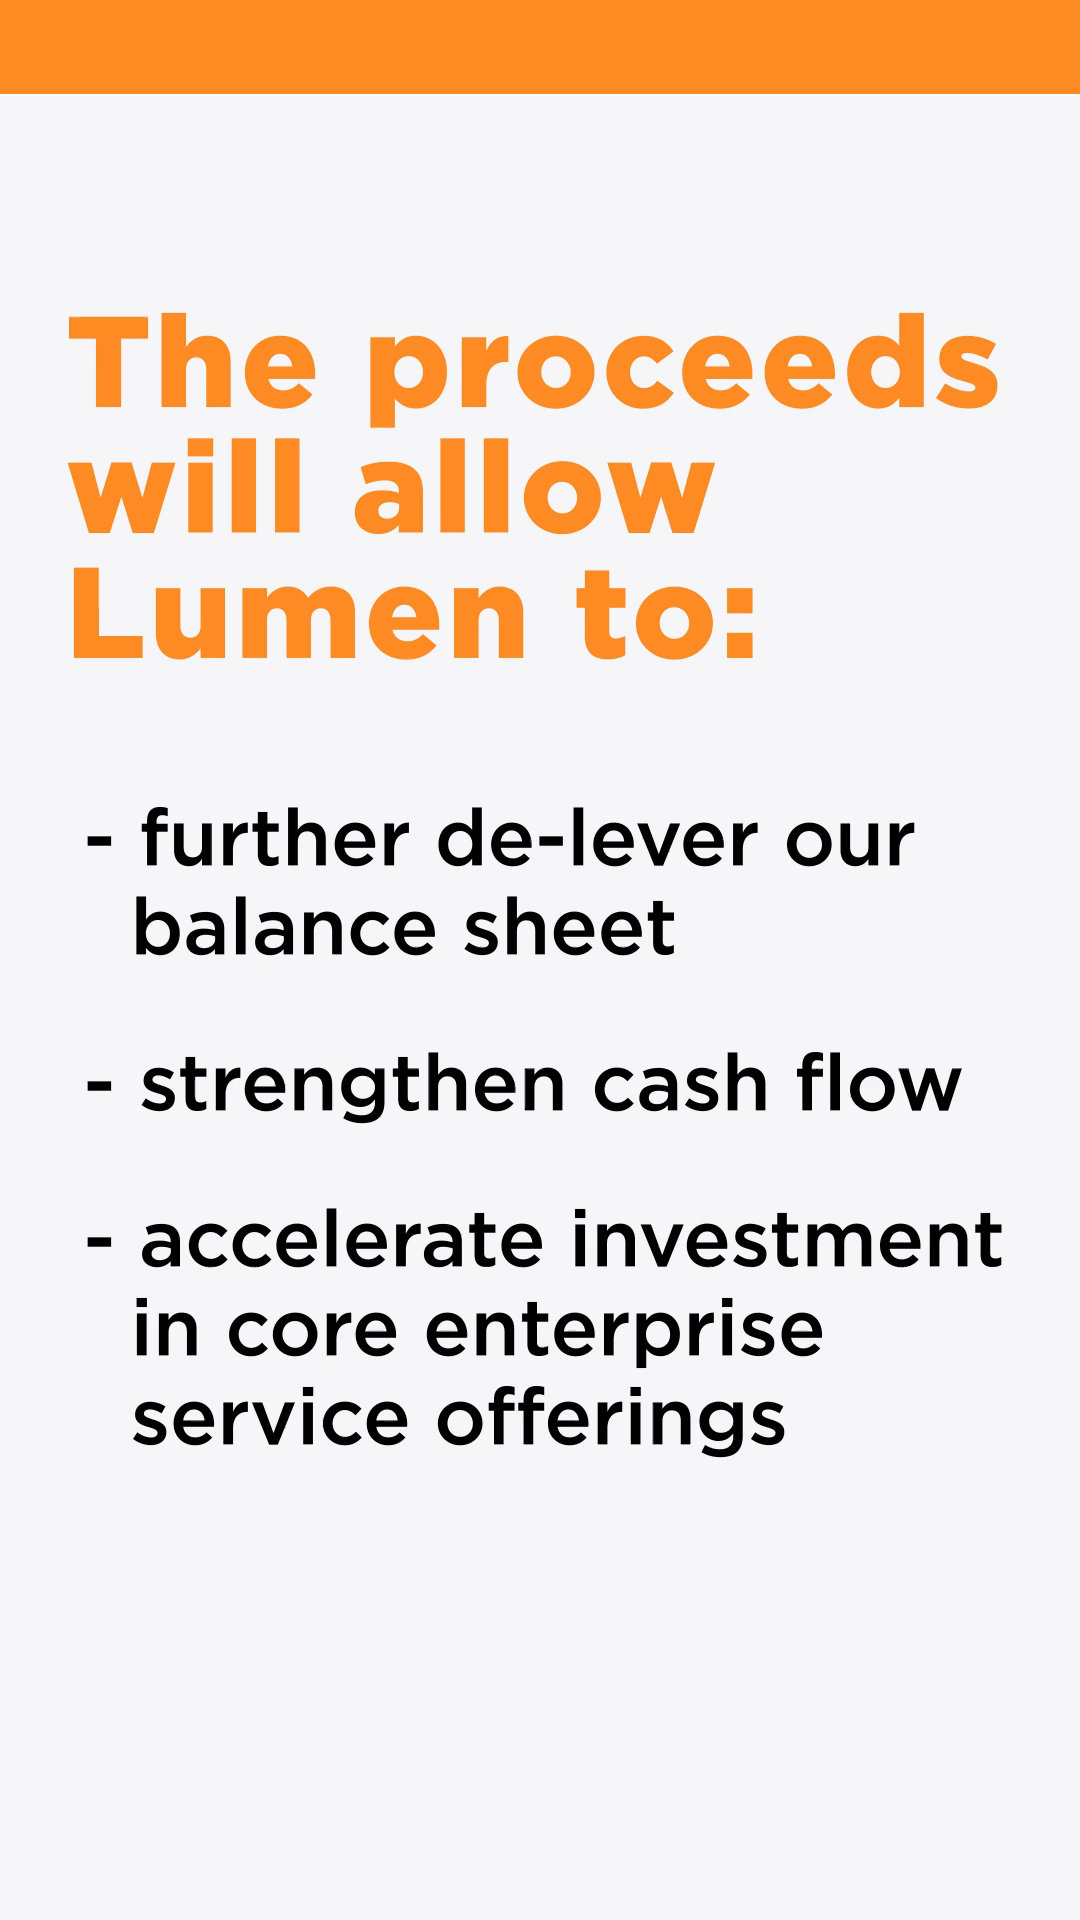 The proceeds
will allow
Lumen to:
- further de-lever our
balance sheet
- strengthen cash flow
- accelerate investment
in core enterprise
service offerings